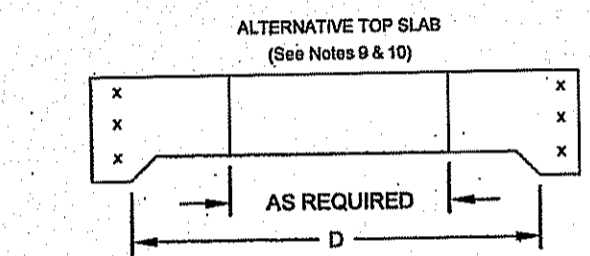 ALTERNATIVE TOP SLAB
(See Notes 9 & 10)
x x
x x
x x
AS REQUIRED
D